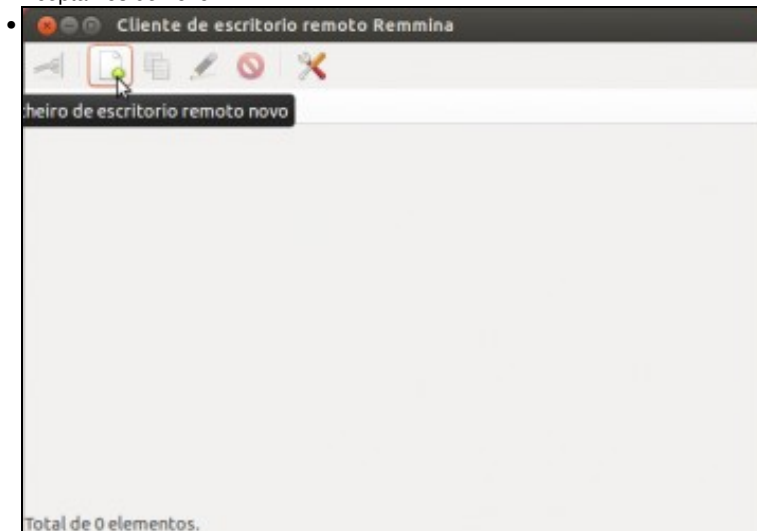 Cliente de escritorio remoto Remmina
cheiro de escritorio remoto novo
Total de 0 elementos.